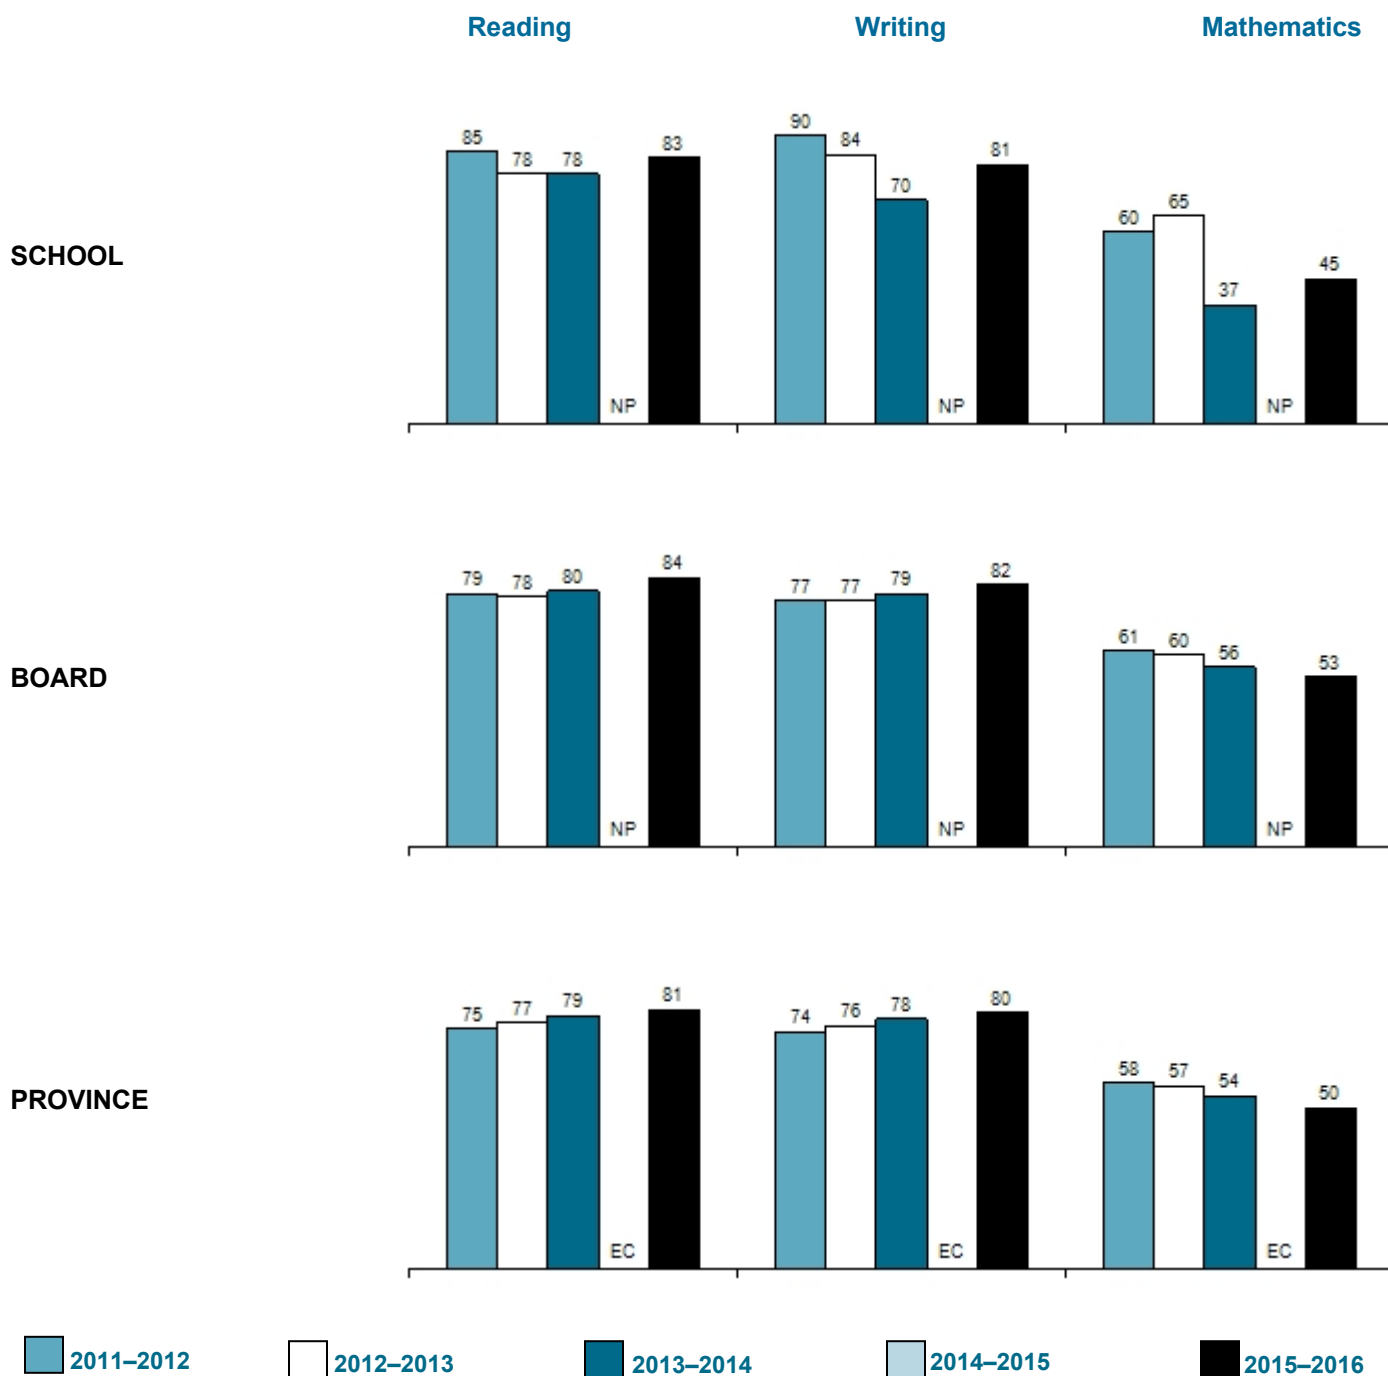 Reading Writing Mathematics
SCHOOL
85 78 78 NP 83 90 84 70 NP 81 60 65 37 NP 45
BOARD
79 78 80 NP 84 77 77 79 NP 82 61 60 56 NP 53
PROVINCE
75 77 79 EC 81 74 76 78 EC 80 58 57 54 EC 50
2011–2012 2012–2013 2013–2014 2014–2015 2015–2016